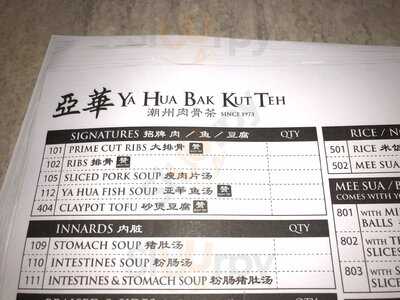 亞華 YA HUA BAK KUT TEH
潮州肉骨茶 SINCE 1973
SIGNATURES 招牌 肉 / 鱼 / 豆腐 QTY
101 PRIME CUT RIBS 大排骨
102 RIBS 排骨
105 SLICED PORK SOUP 瘦肉片汤
112 YA HUA FISH SOUP 亚华鱼汤
404 CLAYPOT TOFU 砂煲豆腐
INNARDS 内脏 QTY
109 STOMACH SOUP 猪肚汤
110 INTESTINES SOUP 粉肠汤
111 INTESTINES & STOMACH SOUP 粉肠猪肚汤
RICE
501 RICE 米饭
502 MEE SUA
MEE SUA
801 WITH
BALLS
802 WITH
SLICES
803 WITH